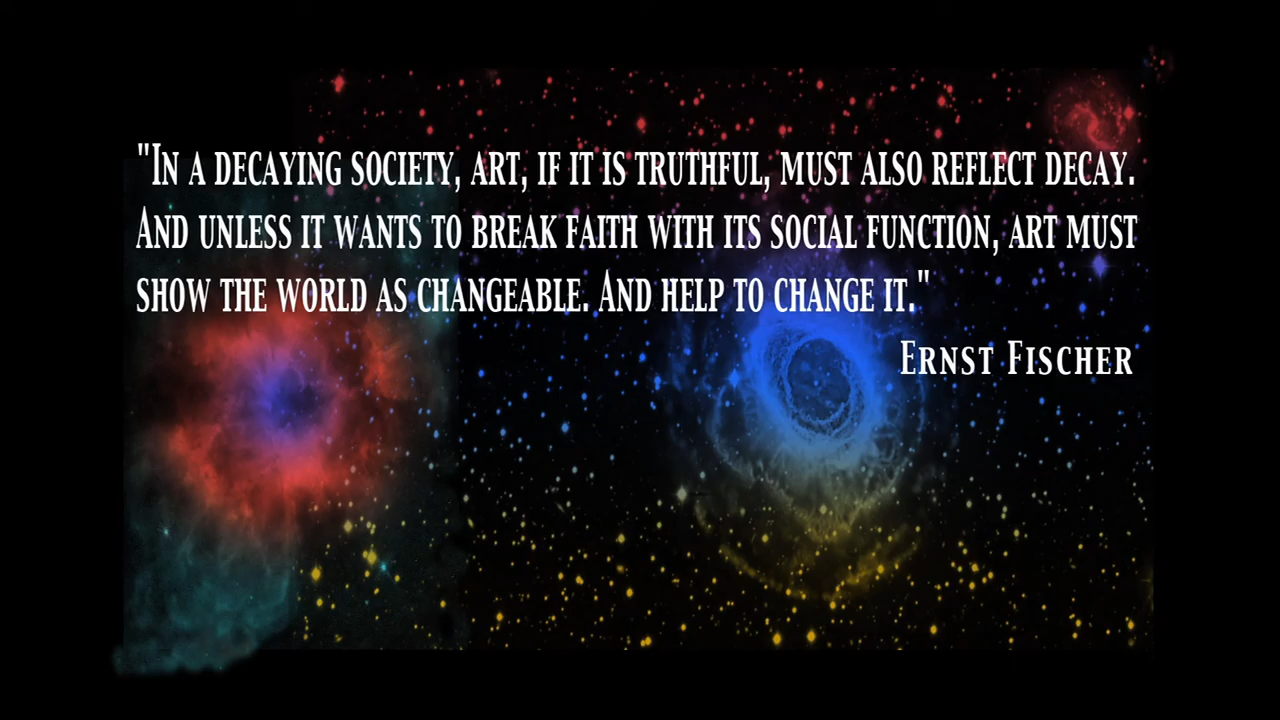 "In a decaying society, art, if it is truthful, must also reflect decay.
And unless it wants to break faith with its social function, art must
show the world as changeable. And help to change it."
Ernst Fischer